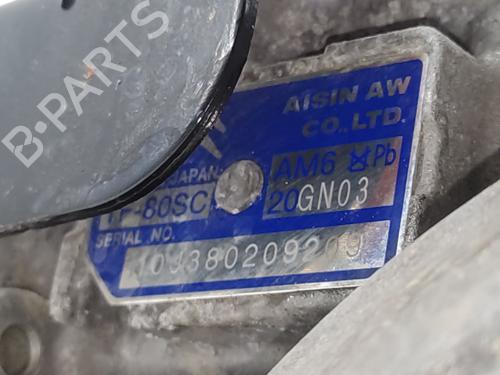 B-PARTS
AISIN AW
CO.,LTD.
JAPAN
AM6 Pb
TF-80SC
20GN03
SERIAL NO.